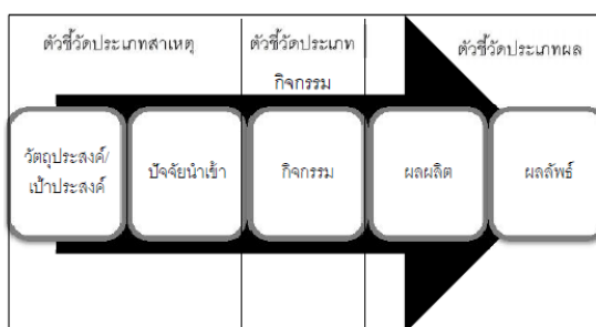 ตัวชี้วัดประเภทสาเหตุ
ตัวชี้วัดประเภท
กิจกรรม
ตัวชี้วัดประเภทผล
วัตถุประสงค์/
เป้าประสงค์
ปัจจัยนำเข้า
กิจกรรม
ผลผลิต
ผลลัพธ์